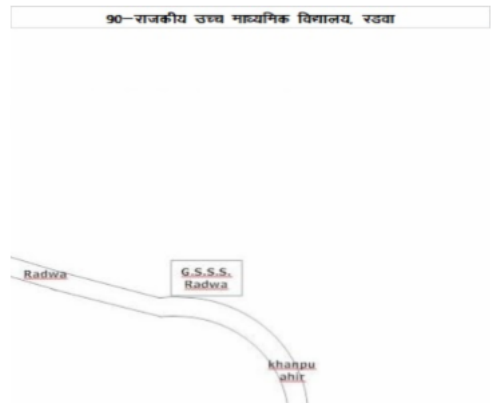 90–राजकीय उच्च माध्यमिक विद्यालय, रडवा
Radwa
G.S.S.S.
Radwa
khanpu
ahir